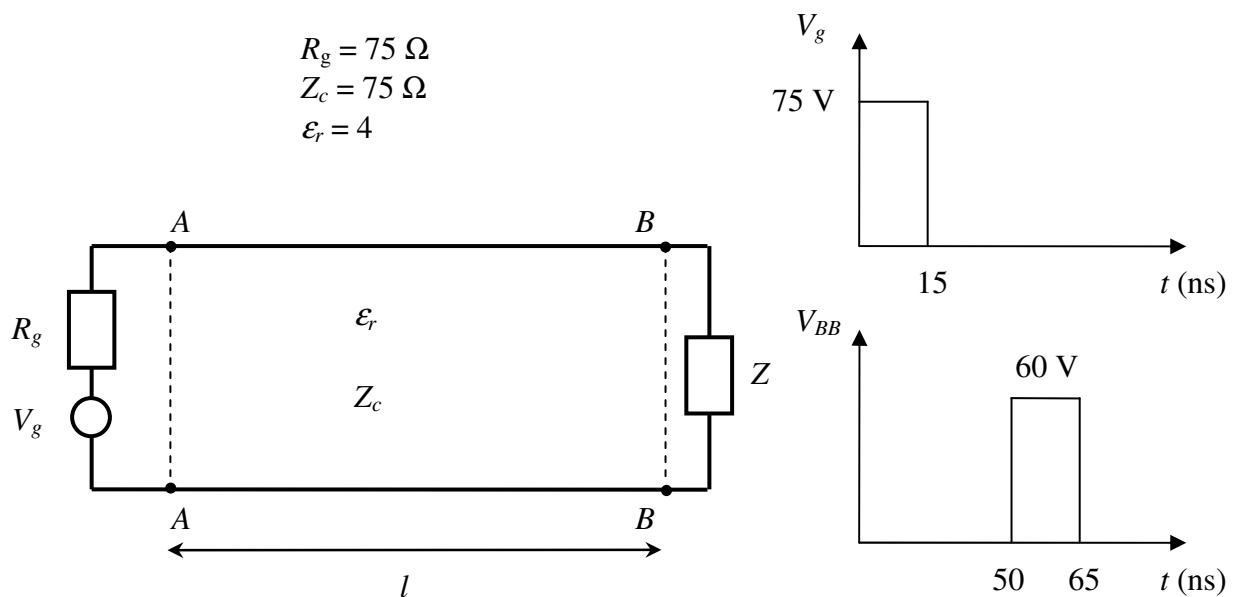 R_g = 75 Ω
Z_c = 75 Ω
ε_r = 4
V_g
75 V
15
t (ns)
A
B
R_g
V_g
ε_r
Z_c
Z
A
B
l
V_BB
60 V
50
65
t (ns)